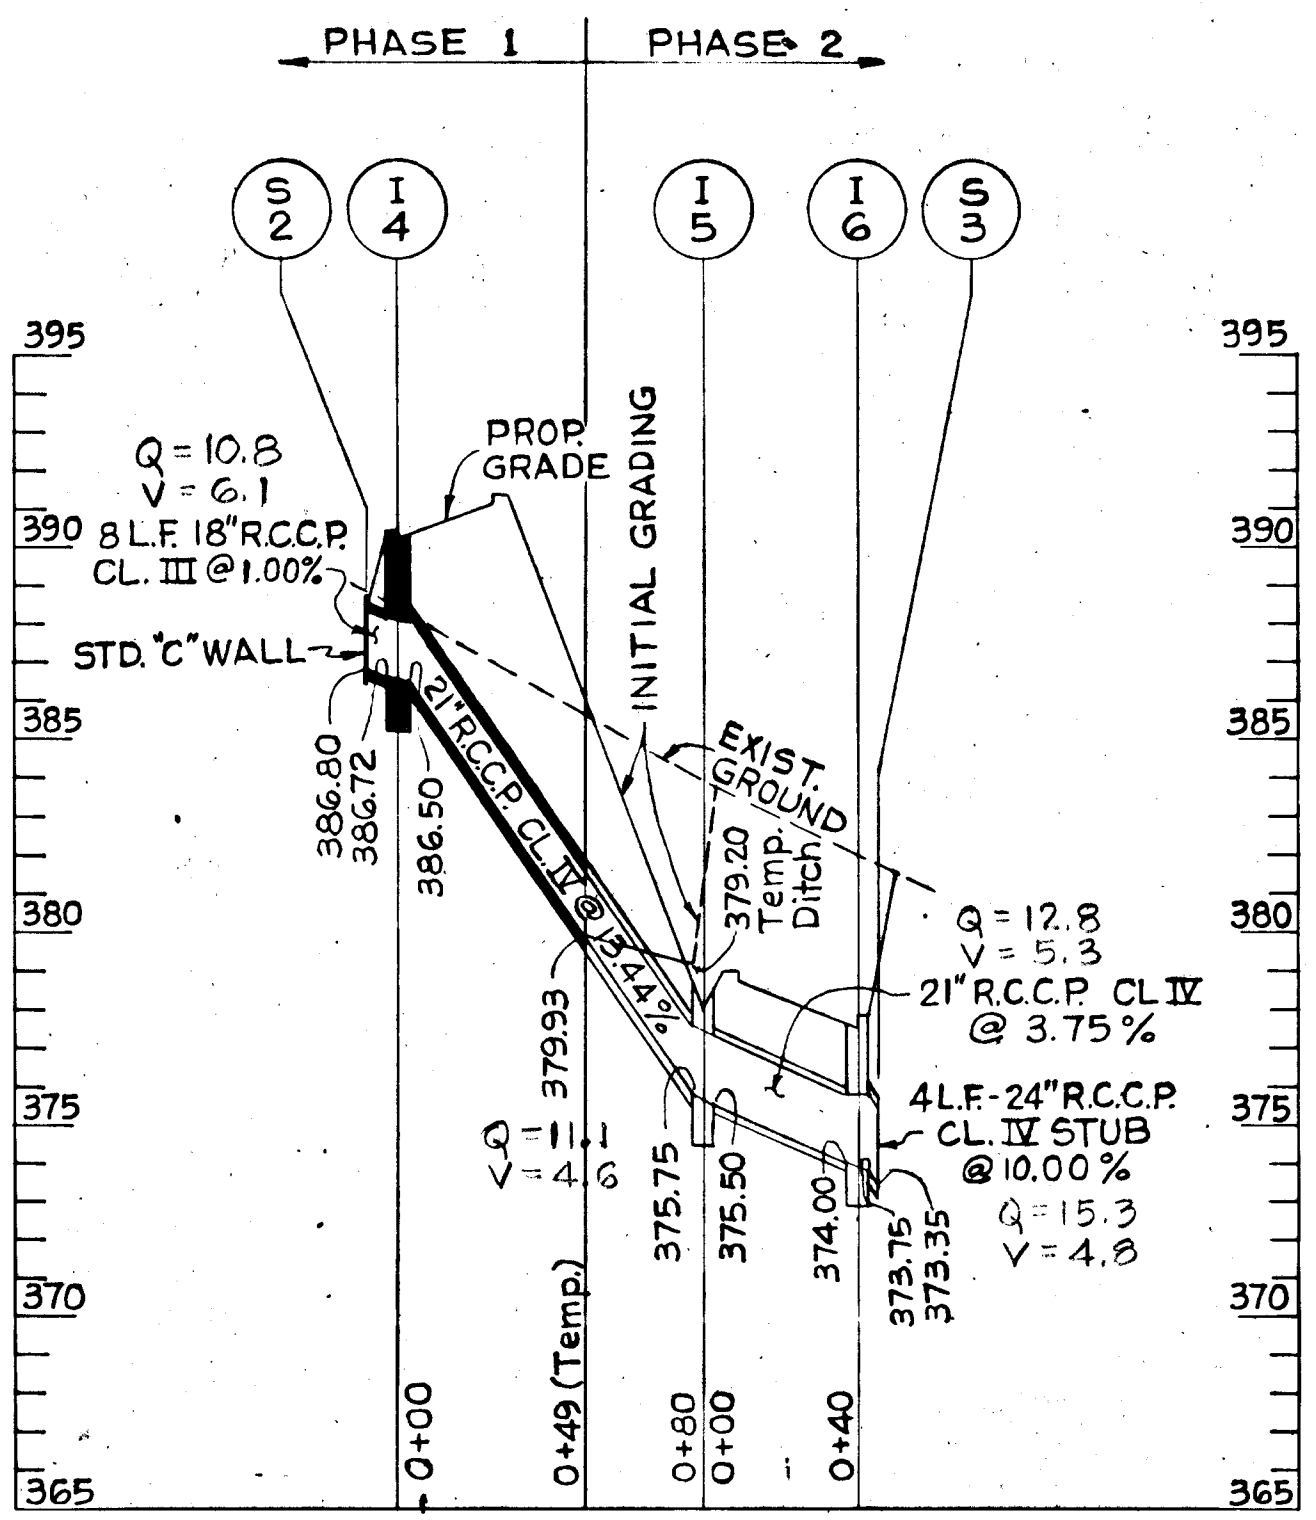 PHASE 1
PHASE 2
S
2
I
4
I
5
I
6
S
3
395
395
PROP.
GRADE
INITIAL GRADING
Q = 10.8
V = 6.1
390
8 L.F. 18" R.C.C.P.
CL. III @ 1.00%
390
STD. "C" WALL
385
385
386.80
386.72
386.50
21" R.C.C.P. CL. IV @ 13.44%
EXIST.
GROUND
379.20
Temp.
Ditch
380
380
Q = 12.8
V = 5.3
21" R.C.C.P. CL IV
@ 3.75%
379.93
375
375
4 L.F. - 24" R.C.C.P.
CL. IV STUB
@ 10.00%
Q = 11.1
V = 4.6
375.75
375.50
374.00
373.75
373.35
Q = 15.3
V = 4.8
370
370
0+00
0+49 (Temp.)
0+80
0+00
0+40
365
365